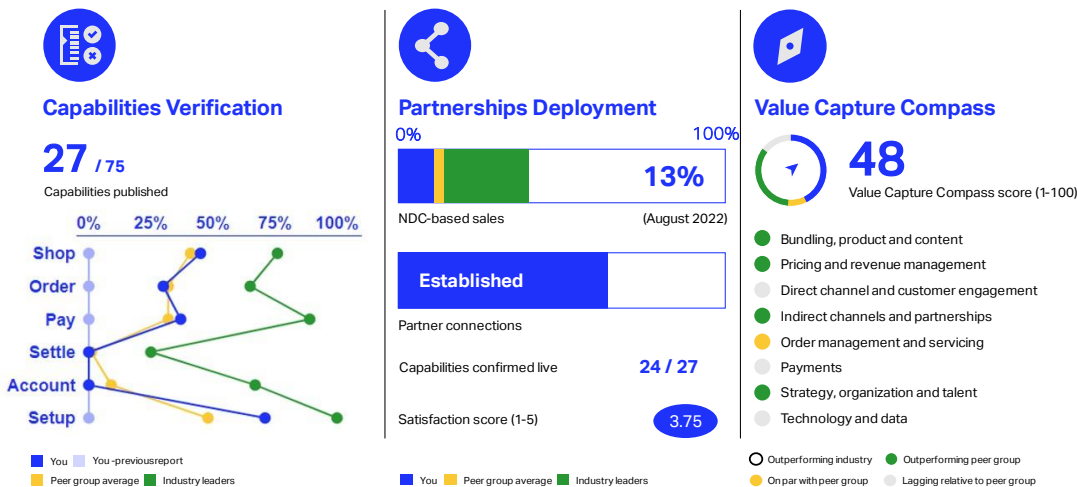 Capabilities Verification
27 / 75
Capabilities published
0% 25% 50% 75% 100%
Shop
Order
Pay
Settle
Account
Setup
You You -previousreport
Peer group average Industry leaders
Partnerships Deployment
0% 100%
13%
NDC-based sales (August 2022)
Established
Partner connections
Capabilities confirmed live 24 / 27
Satisfaction score (1-5) 3.75
You Peer group average Industry leaders
Value Capture Compass
48
Value Capture Compass score (1-100)
Bundling, product and content
Pricing and revenue management
Direct channel and customer engagement
Indirect channels and partnerships
Order management and servicing
Payments
Strategy, organization and talent
Technology and data
Outperforming industry Outperforming peer group
On par with peer group Lagging relative to peer group